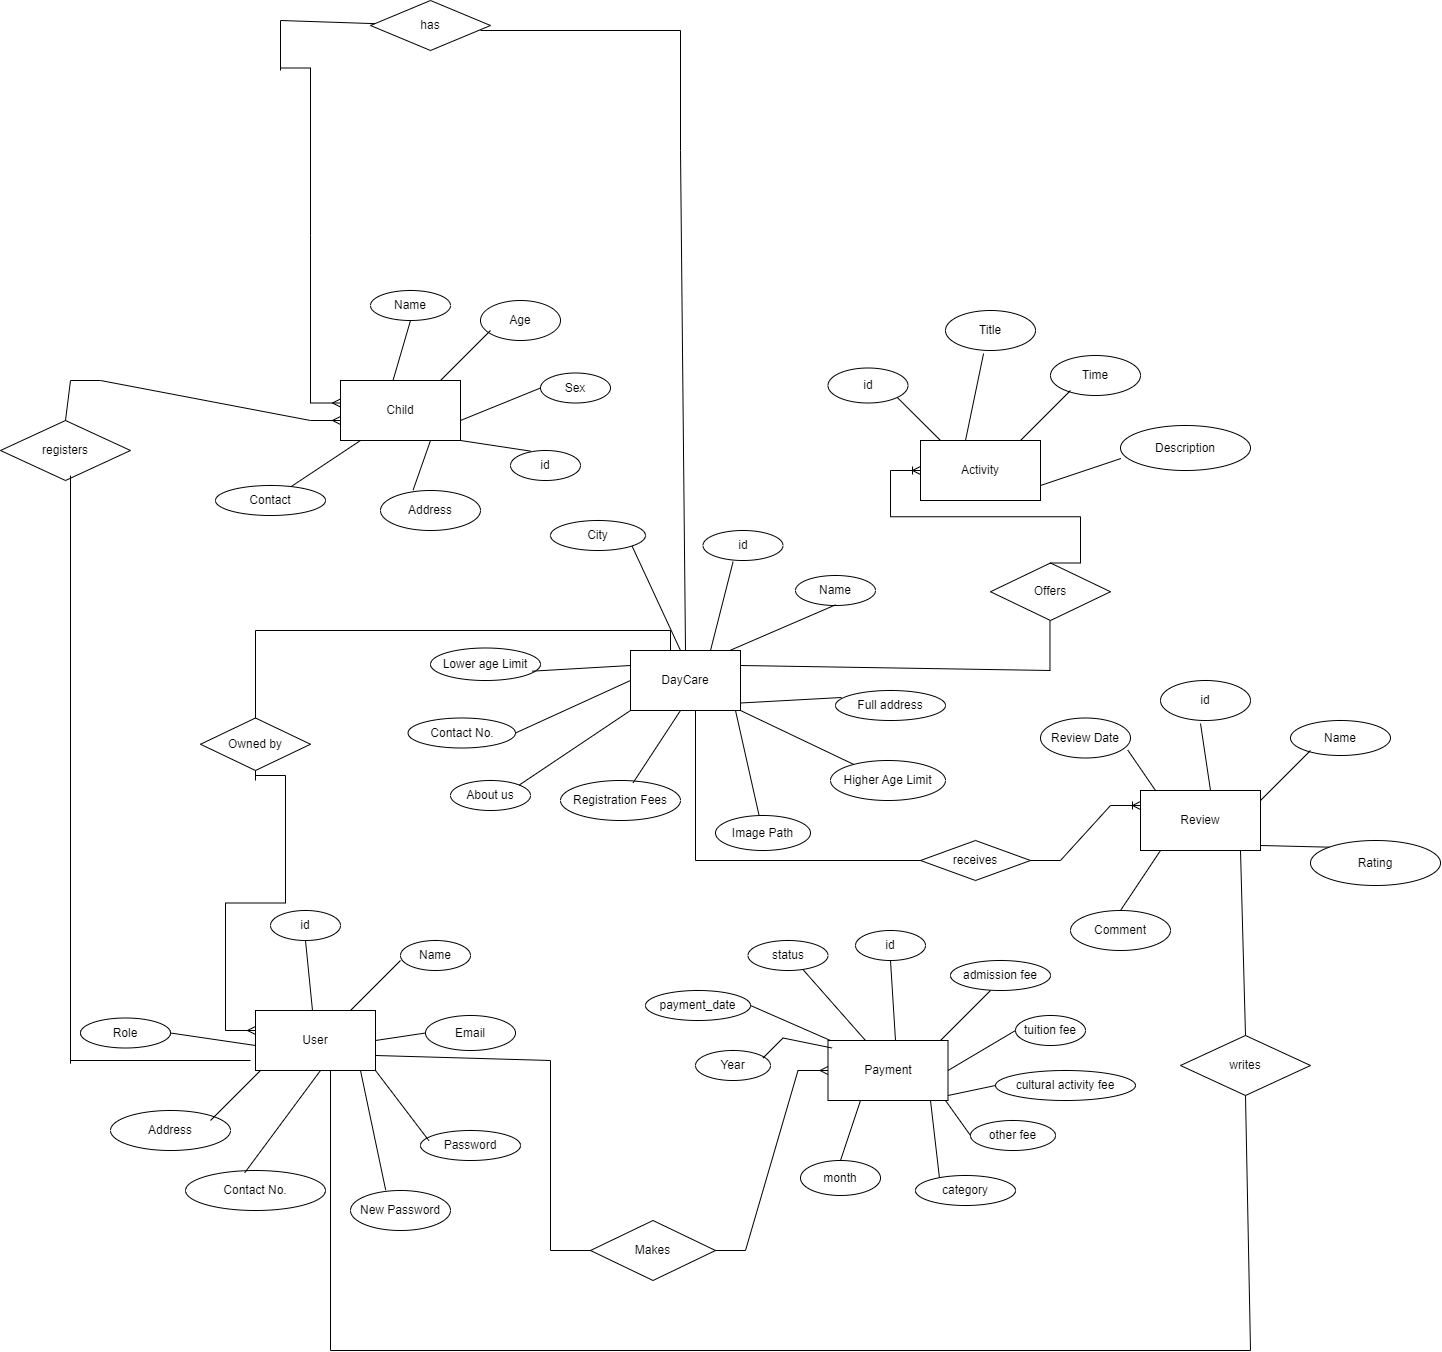 has
Name
Age
Title
Time
id
Sex
Child
registers
Description
id
Activity
Contact
Address
City
id
Name
Offers
Lower age Limit
DayCare
Full address
id
Contact No.
Review Date
Name
Owned by
Higher Age Limit
About us
Registration Fees
Image Path
Review
receives
Rating
id
Comment
status
id
Name
admission fee
payment_date
Role
Email
tuition fee
User
Year
Payment
writes
cultural activity fee
Address
other fee
Password
month
Contact No.
category
New Password
Makes